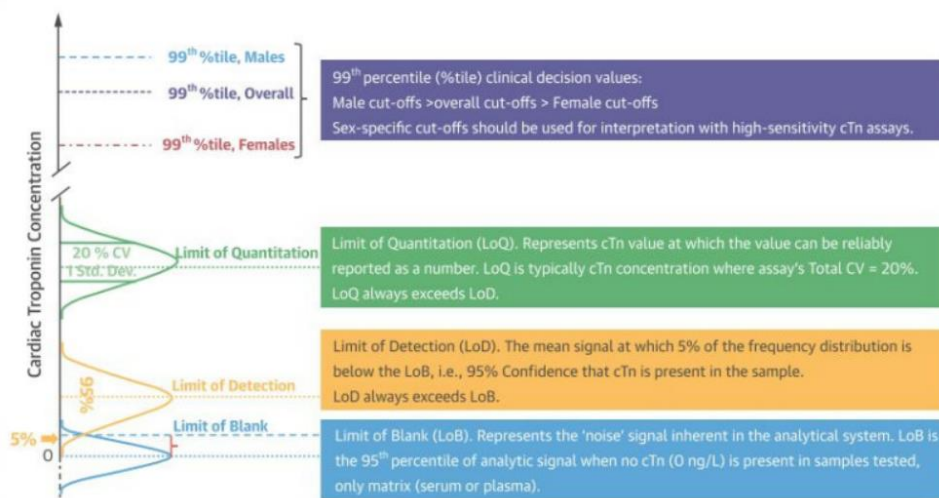 Cardiac Troponin Concentration
99th %tile, Males
99th %tile, Overall
99th %tile, Females
99th percentile (%tile) clinical decision values:
Male cut-offs >overall cut-offs > Female cut-offs
Sex-specific cut-offs should be used for interpretation with high-sensitivity cTn assays.
20 % CV
1 Std. Dev.
Limit of Quantitation
Limit of Quantitation (LoQ). Represents cTn value at which the value can be reliably
reported as a number. LoQ is typically cTn concentration where assay's Total CV = 20%.
LoQ always exceeds LoD.
95%
Limit of Detection
Limit of Detection (LoD). The mean signal at which 5% of the frequency distribution is
below the LoB, i.e., 95% Confidence that cTn is present in the sample.
LoD always exceeds LoB.
5%
0
Limit of Blank
Limit of Blank (LoB). Represents the 'noise' signal inherent in the analytical system. LoB is
the 95th percentile of analytic signal when no cTn (0 ng/L) is present in samples tested,
only matrix (serum or plasma).